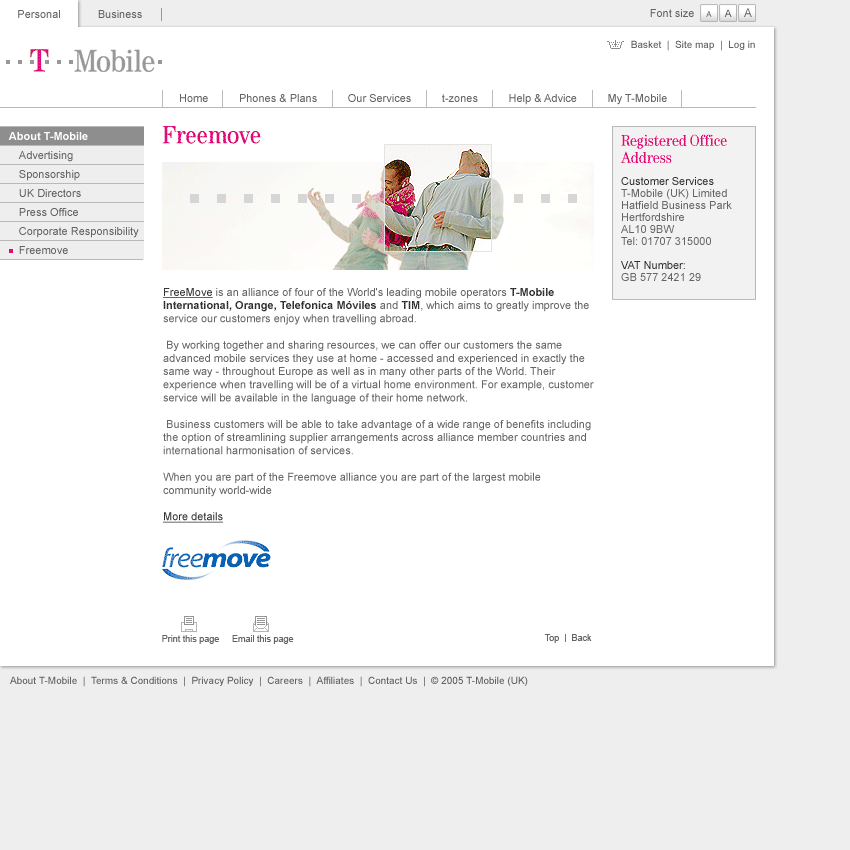 Personal
Business
Font size A A A
Basket | Site map | Log in
T Mobile
Home
Phones & Plans
Our Services
t-zones
Help & Advice
My T-Mobile
About T-Mobile
Advertising
Sponsorship
UK Directors
Press Office
Corporate Responsibility
Freemove
Freemove
FreeMove is an alliance of four of the World's leading mobile operators T-Mobile
International, Orange, Telefonica Móviles and TIM, which aims to greatly improve the
service our customers enjoy when travelling abroad.
By working together and sharing resources, we can offer our customers the same
advanced mobile services they use at home - accessed and experienced in exactly the
same way - throughout Europe as well as in many other parts of the World. Their
experience when travelling will be of a virtual home environment. For example, customer
service will be available in the language of their home network.
Business customers will be able to take advantage of a wide range of benefits including
the option of streamlining supplier arrangements across alliance member countries and
international harmonisation of services.
When you are part of the Freemove alliance you are part of the largest mobile
community world-wide
More details
freemove
Print this page
Email this page
Top | Back
Registered Office
Address
Customer Services
T-Mobile (UK) Limited
Hatfield Business Park
Hertfordshire
AL10 9BW
Tel: 01707 315000
VAT Number:
GB 577 2421 29
About T-Mobile | Terms & Conditions | Privacy Policy | Careers | Affiliates | Contact Us | © 2005 T-Mobile (UK)